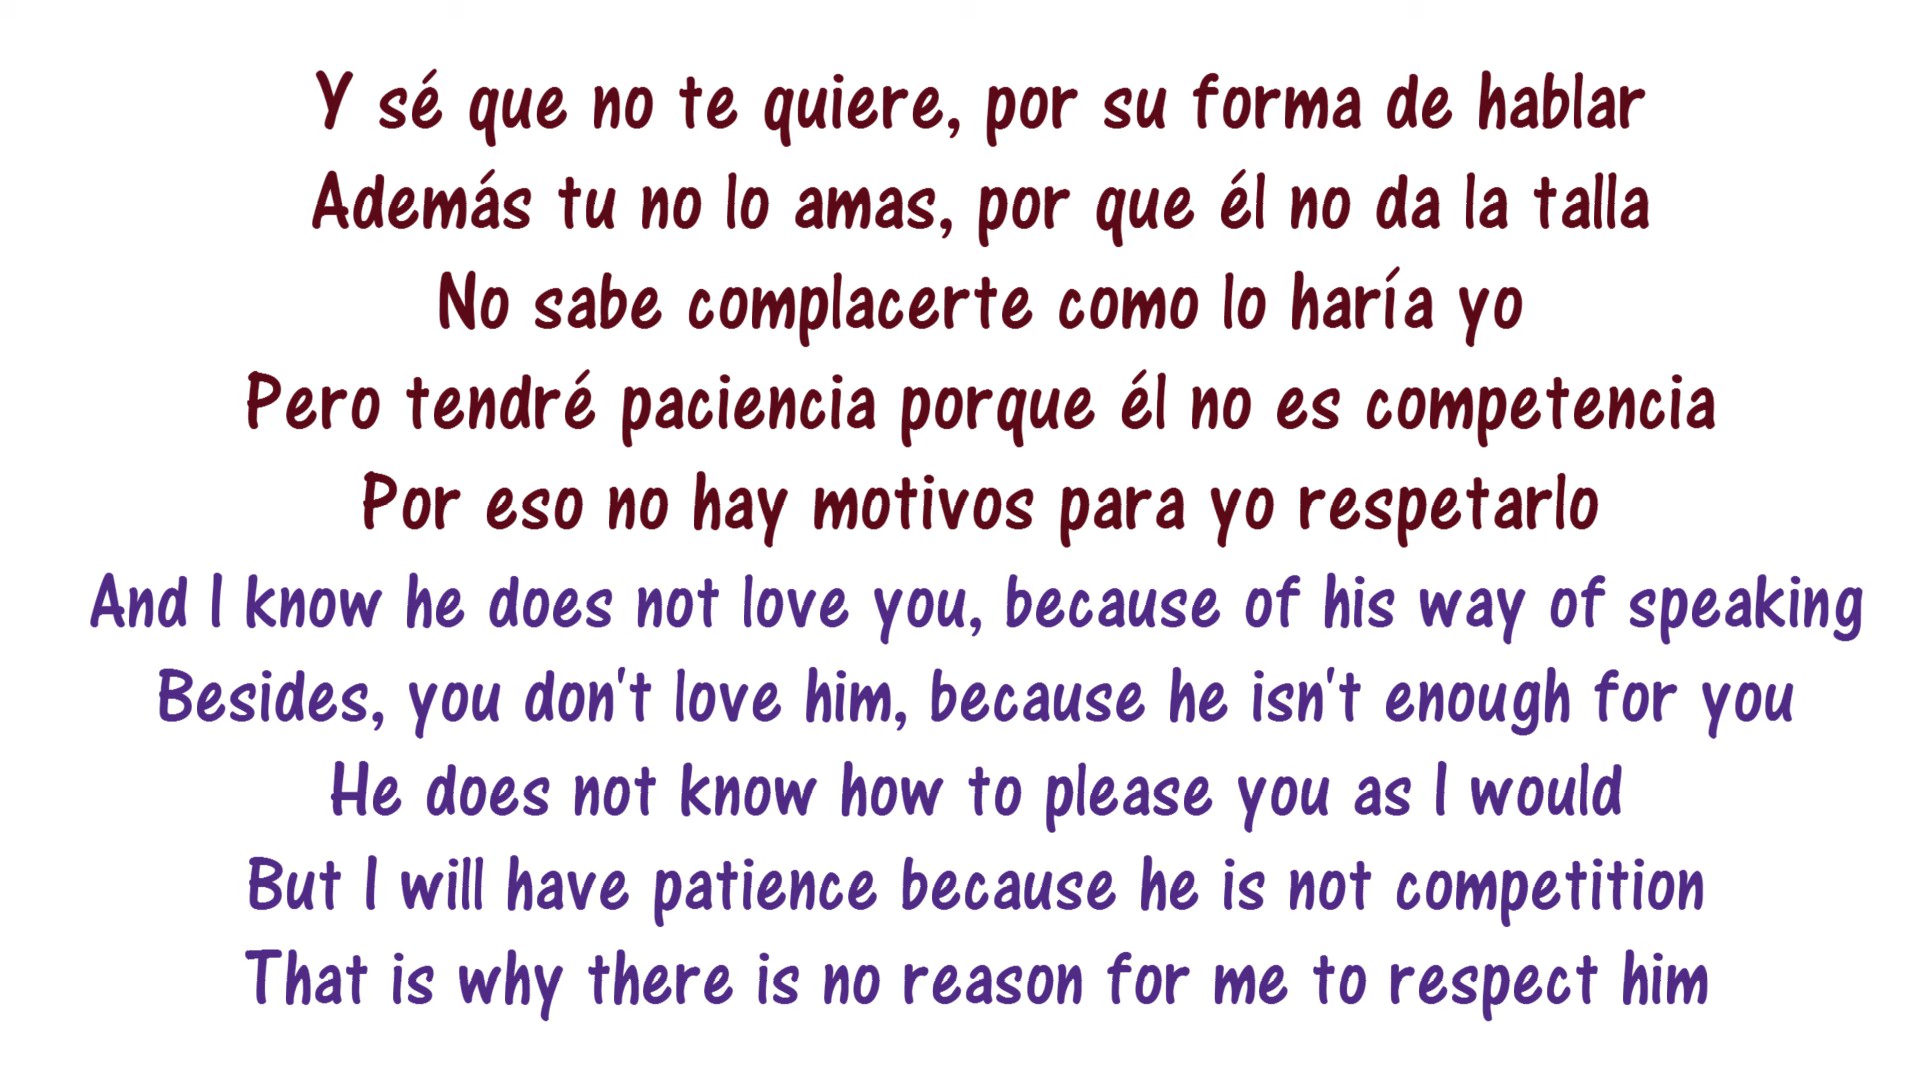 Y sé que no te quiere, por su forma de hablar
Además tu no lo amas, por que él no da la talla
No sabe complacerte como lo haría yo
Pero tendré paciencia porque él no es competencia
Por eso no hay motivos para yo respetarlo
And I know he does not love you, because of his way of speaking
Besides, you don't love him, because he isn't enough for you
He does not know how to please you as I would
But I will have patience because he is not competition
That is why there is no reason for me to respect him